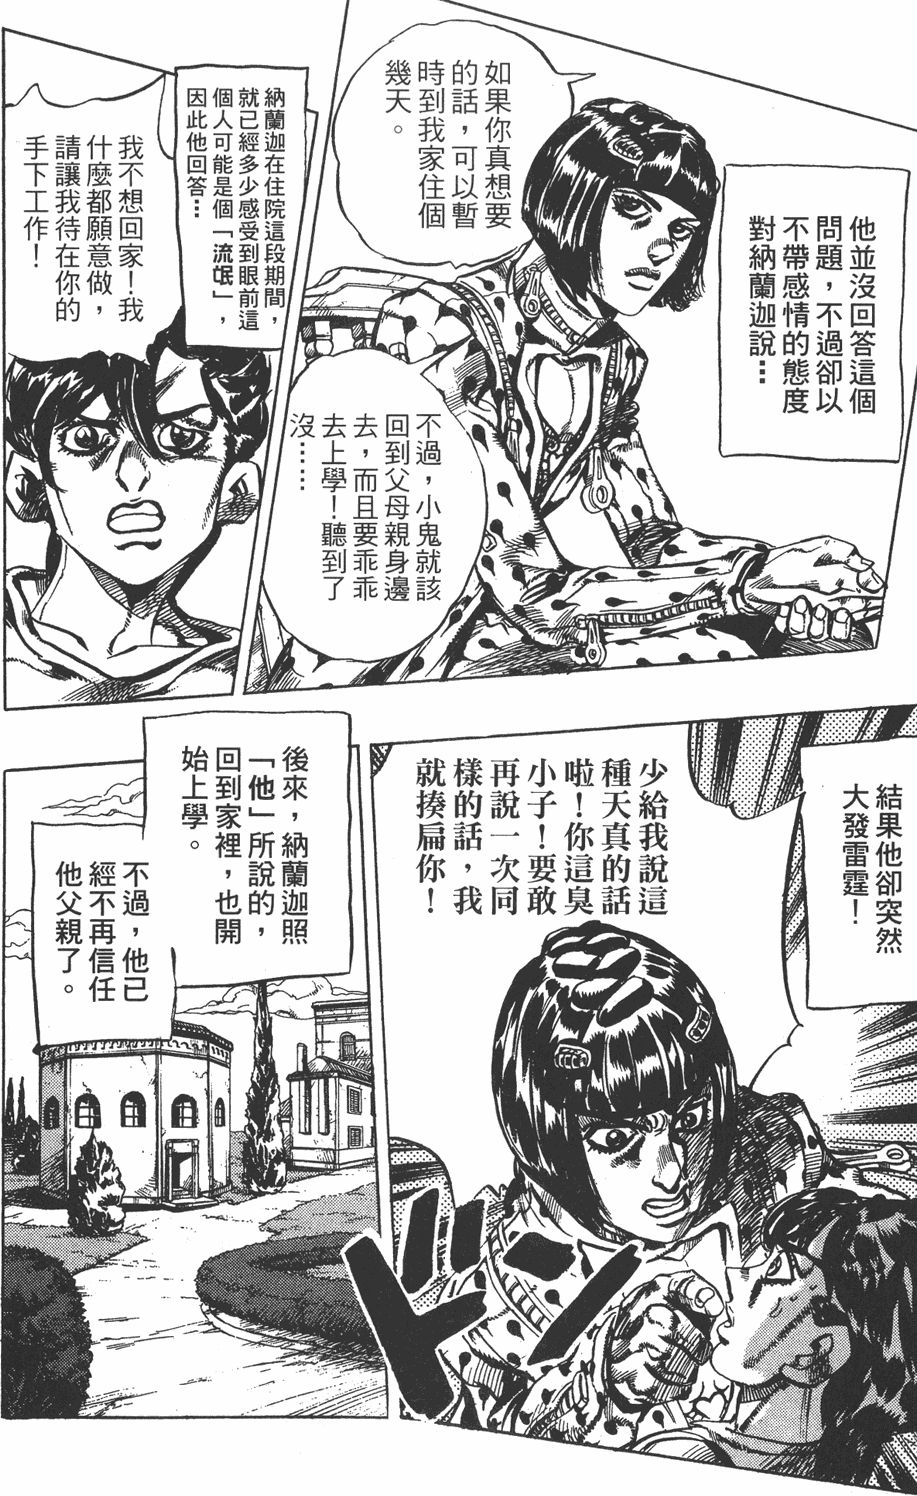 他並沒回答這個
問題，不過卻以
不帶感情的態度
對納蘭迦說⋯
如果你真想要
的話，可以暫
時到我家住個
幾天。
不過，小鬼就該
回到父母親身邊
去，而且要乖乖
去上學！聽到了
沒⋯⋯
納蘭迦在住院這段期間，
就已經多少感受到眼前這
個人可能是個「流氓」，
因此他回答⋯
我不想回家！我
什麼都願意做，
請讓我待在你的
手下工作！
結果他卻突然
大發雷霆！
少給我說這
種天真的話
啦！你這臭
小子！要敢
再說一次同
樣的話，我
就揍扁你！
後來，納蘭迦照
「他」所說的，
回到家裡，也開
始上學。
不過，他已
經不再信任
他父親了。